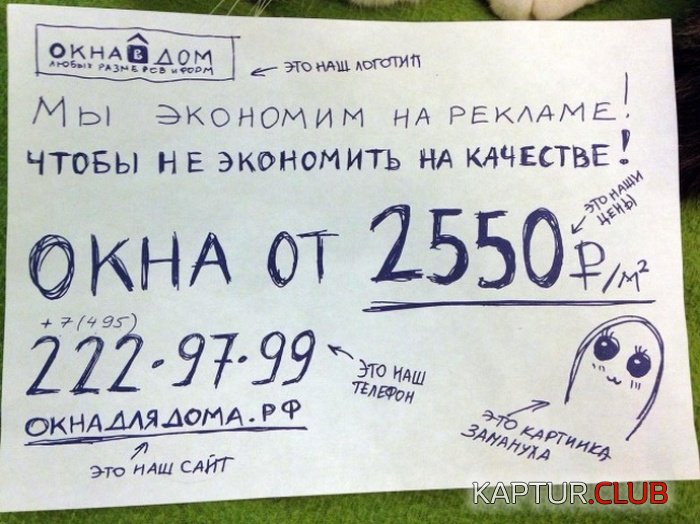 ОКНА В ДОМ
ЛЮБЫХ РАЗМЕРОВ И ФОРМ
ЭТО НАШ ЛОГОТИП
МЫ ЭКОНОМИМ НА РЕКЛАМЕ!
ЧТОБЫ НЕ ЭКОНОМИТЬ НА КАЧЕСТВЕ!
ЭТО НАШИ
ЦЕНЫ
ОКНА ОТ 2550₽/М²
+7(495)
222-97-99
ЭТО НАШ
ТЕЛЕФОН
ОКНАДЛЯДОМА.РФ
ЭТО НАШ САЙТ
ЭТО КАРТИНКА
ЗАМАНУХА
KAPTUR.CLUB